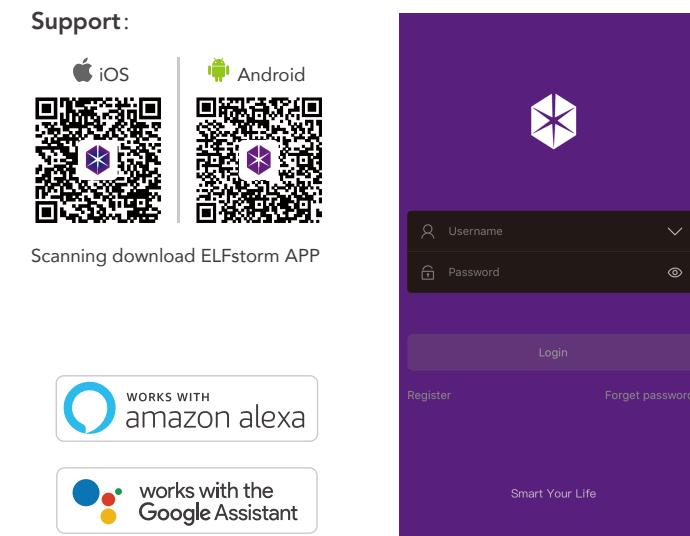 Support:
iOS
Android
Scanning download ELFstorm APP
WORKS WITH
amazon alexa
works with the
Google Assistant
Username
Password
Login
Register
Forget password
Smart Your Life